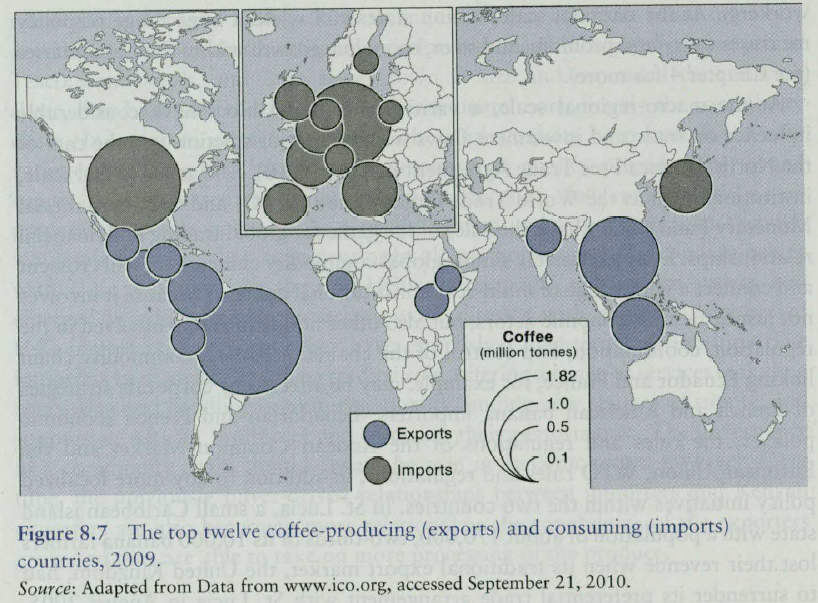 Coffee
(million tonnes)
1.82
1.0
0.5
0.1
Exports
Imports
Figure 8.7 The top twelve coffee-producing (exports) and consuming (imports)
countries, 2009.
Source: Adapted from Data from www.ico.org, accessed September 21, 2010.